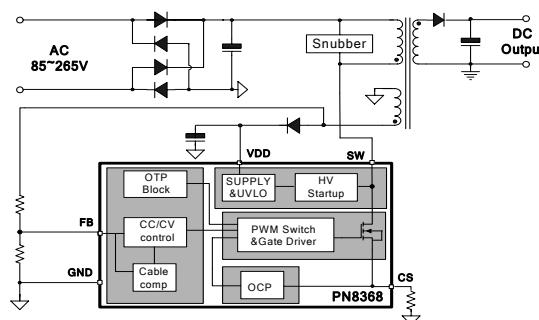 AC
85~265V
Snubber
DC
Outpu
VDD
SW
OTP
Block
SUPPLY
&UVLO
HV
Startup
FB
CC/CV
control
PWM Switch
&Gate Driver
Cable
comp
GND
OCP
CS
PN8368